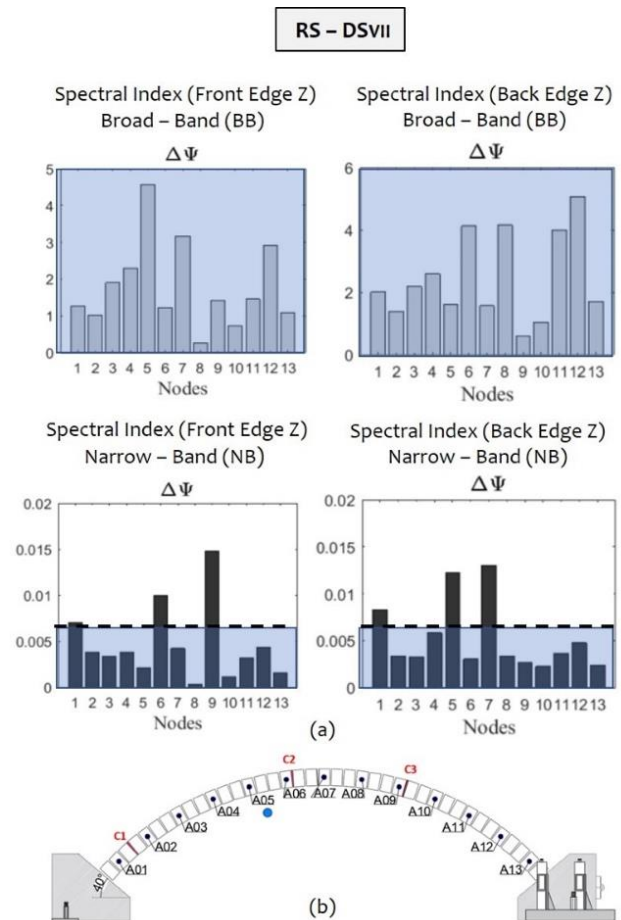 RS – DSVII
Spectral Index (Front Edge Z)
Broad – Band (BB)
ΔΨ
5
4
3
2
1
0
1 2 3 4 5 6 7 8 9 10 11 12 13
Nodes
Spectral Index (Back Edge Z)
Broad – Band (BB)
ΔΨ
6
4
2
0
1 2 3 4 5 6 7 8 9 10 11 12 13
Nodes
Spectral Index (Front Edge Z)
Narrow – Band (NB)
ΔΨ
0.02
0.015
0.01
0.005
0
1 2 3 4 5 6 7 8 9 10 11 12 13
Nodes
Spectral Index (Back Edge Z)
Narrow – Band (NB)
ΔΨ
0.02
0.015
0.01
0.005
0
1 2 3 4 5 6 7 8 9 10 11 12 13
Nodes
(a)
C1
C2
C3
A01
A02
A03
A04
A05
A06
A07
A08
A09
A10
A11
A12
A13
40°
(b)